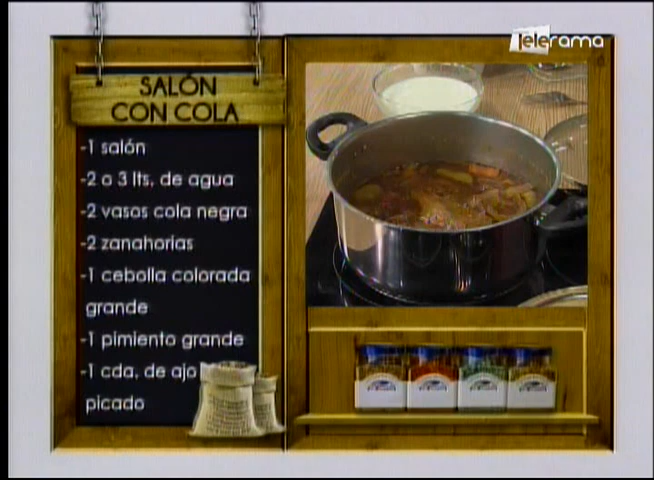 Telerama
SALÓN
CON COLA
-1 salón
-2 o 3 lts, de agua
-2 vasos cola negra
-2 zanahorias
-1 cebolla colorada
grande
-1 pimiento grande
-1 cda. de ajo
picado